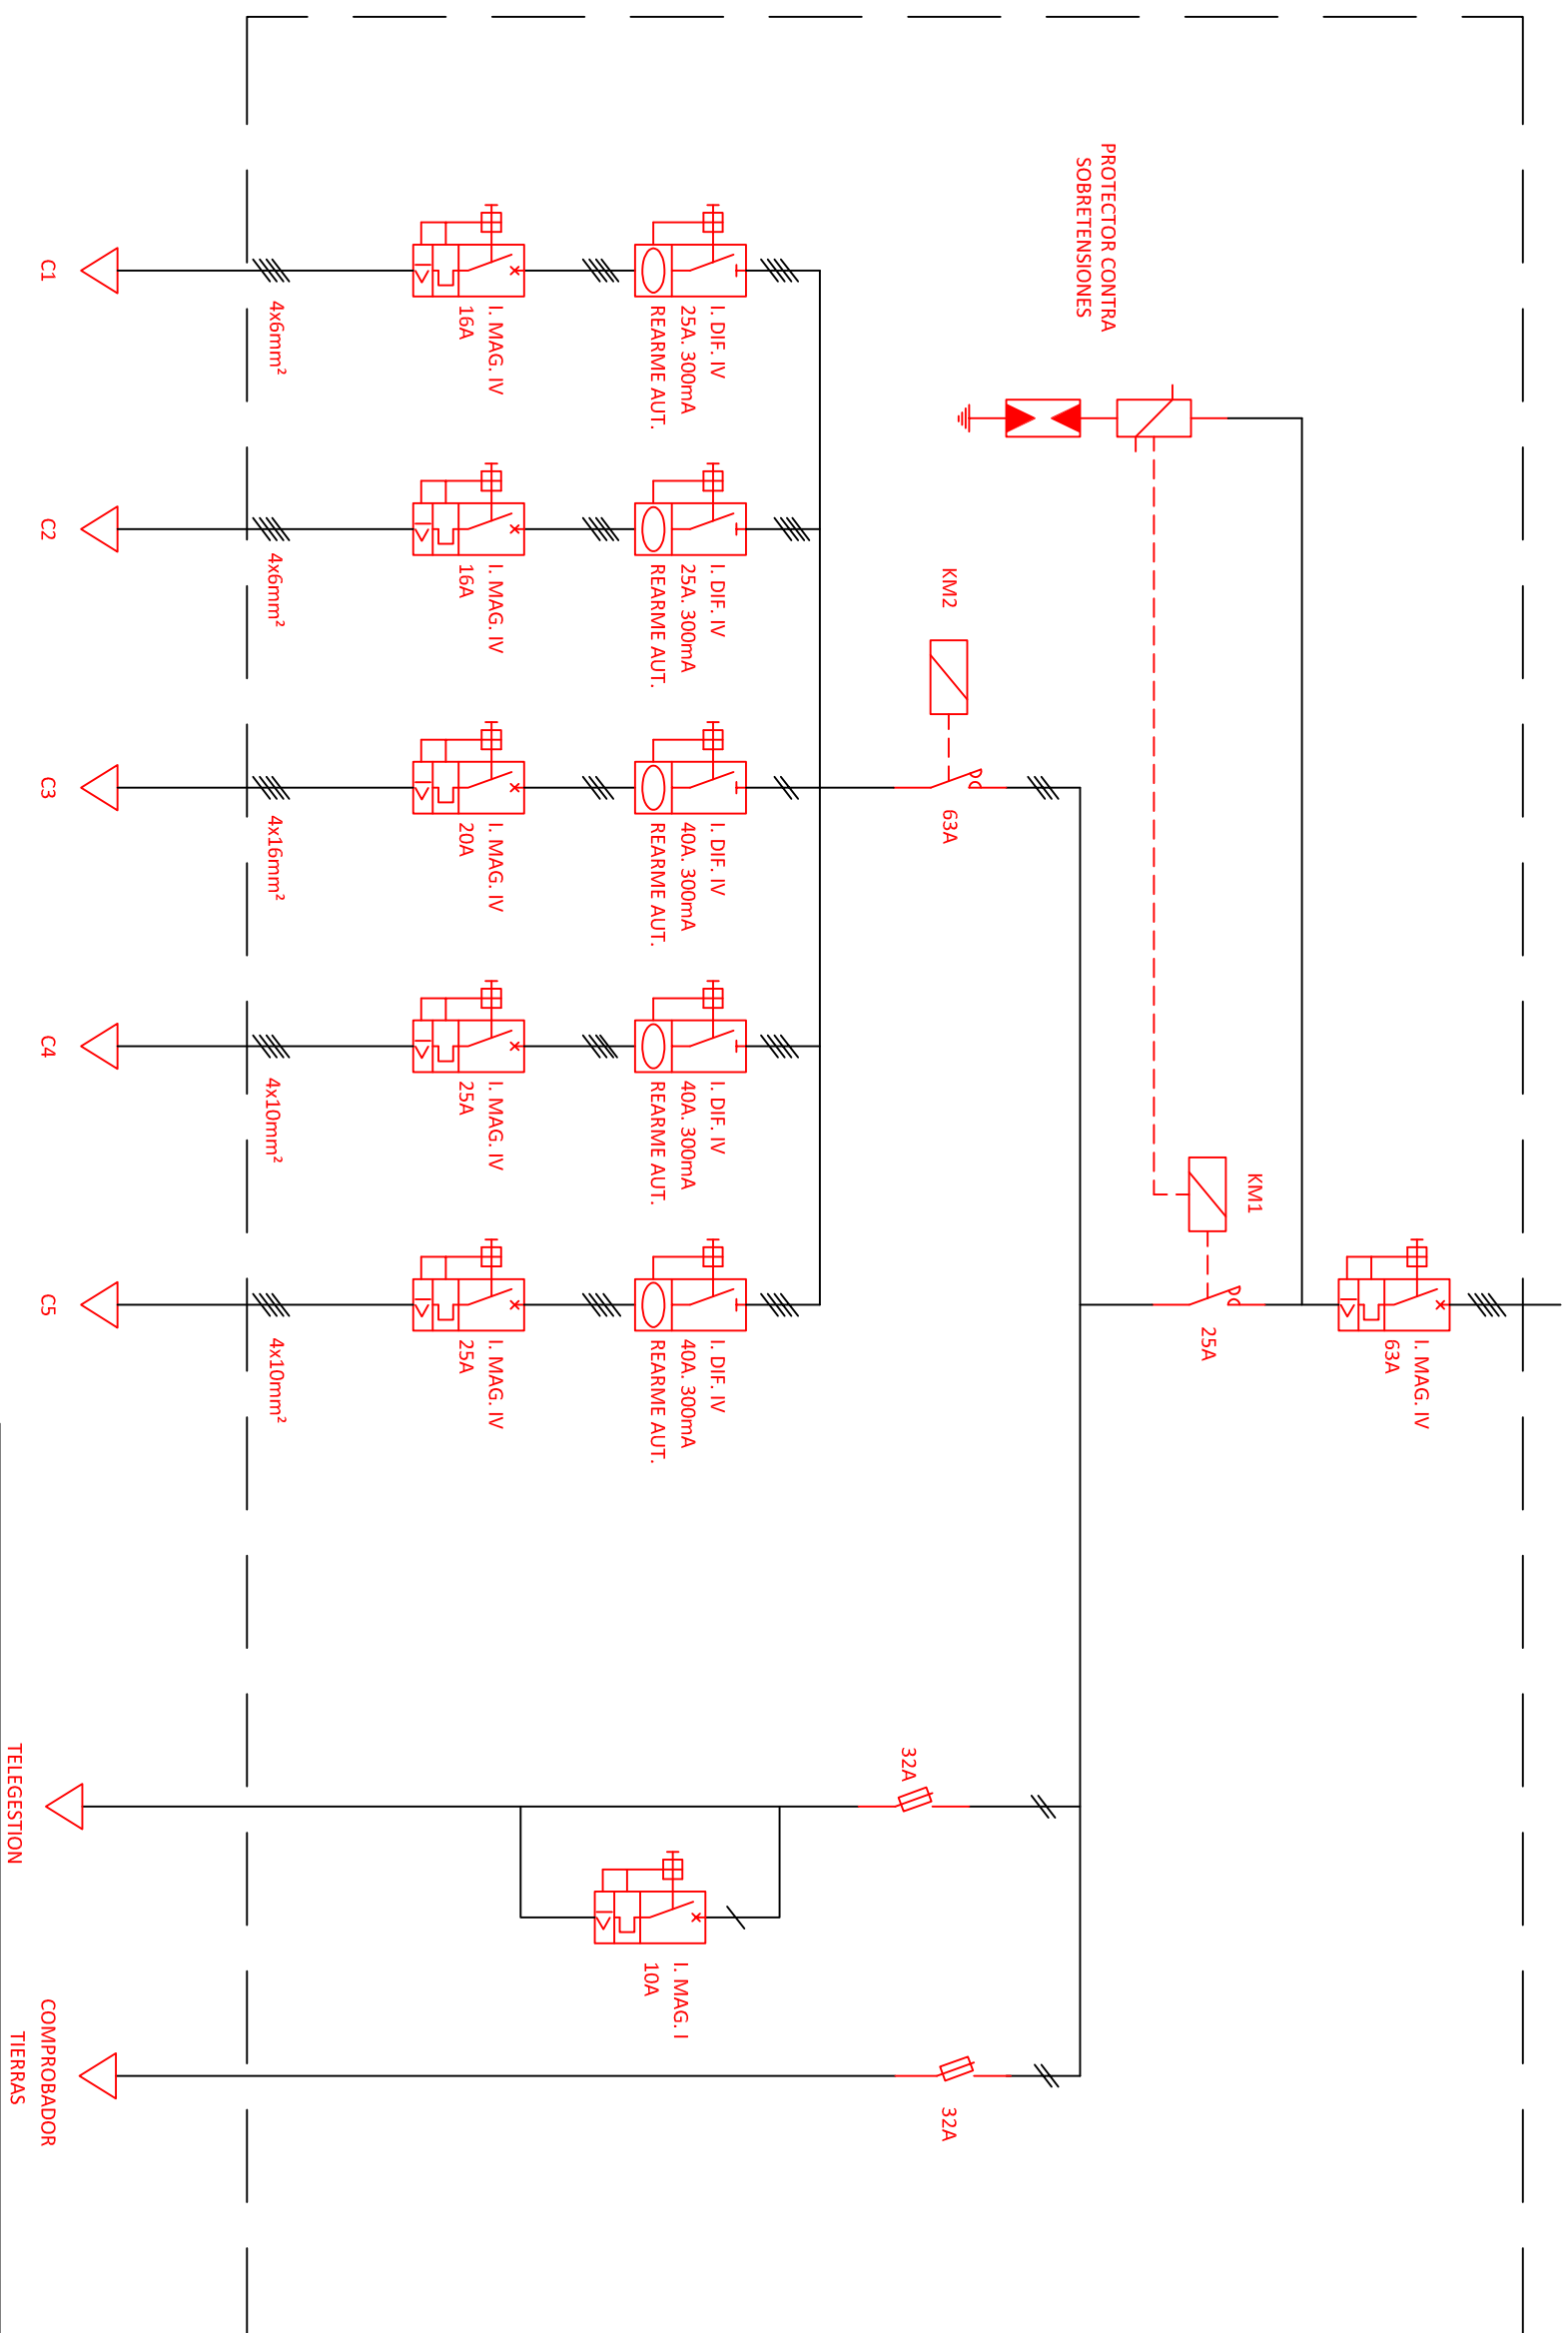 I. MAG. IV
63A
KM1
25A
PROTECTOR CONTRA
SOBRETENSIONES
KM2
63A
32A
32A
I. DIF. IV
25A. 300mA
REARME AUT.
I. DIF. IV
25A. 300mA
REARME AUT.
I. DIF. IV
40A. 300mA
REARME AUT.
I. DIF. IV
40A. 300mA
REARME AUT.
I. DIF. IV
40A. 300mA
REARME AUT.
I. MAG. I
10A
I. MAG. IV
16A
I. MAG. IV
16A
I. MAG. IV
20A
I. MAG. IV
25A
I. MAG. IV
25A
4x6mm²
4x6mm²
4x16mm²
4x10mm²
4x10mm²
C1
C2
C3
C4
C5
TELEGESTION
COMPROBADOR
TIERRAS